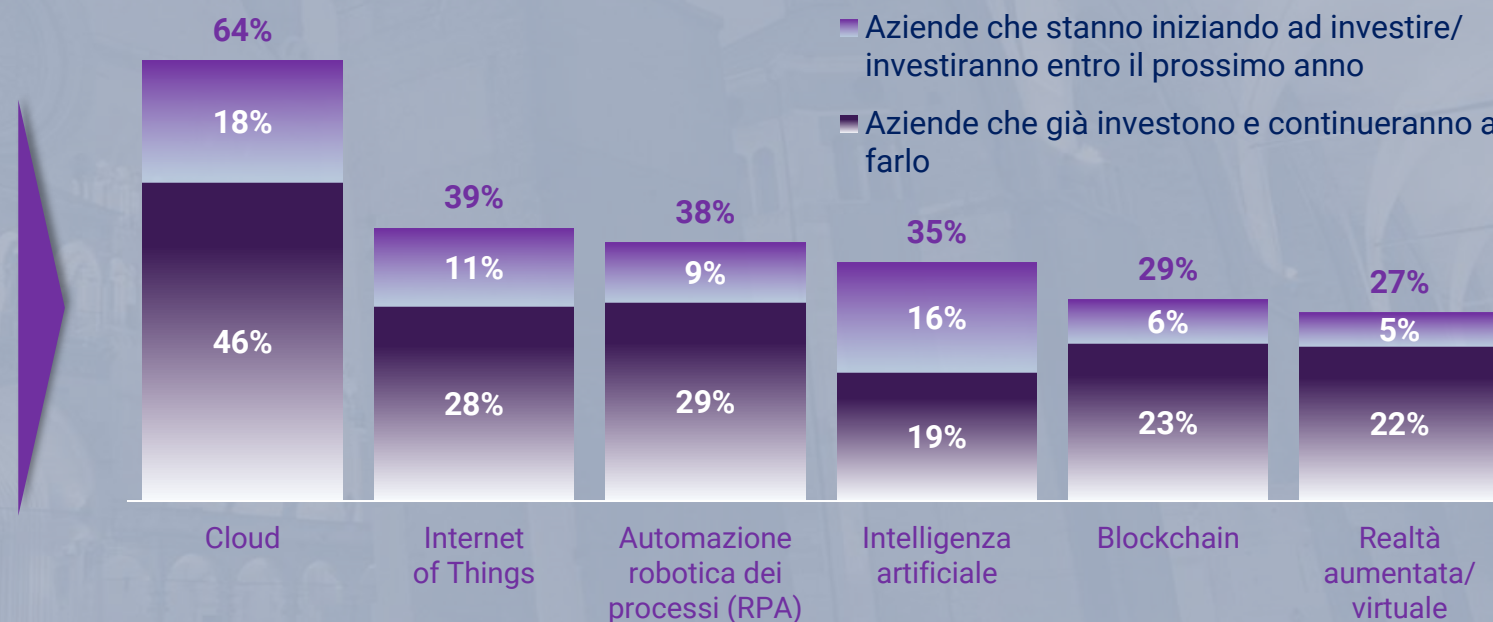 64%
Aziende che stanno iniziando ad investire/
investiranno entro il prossimo anno
Aziende che già investono e continueranno a
farlo
18%
46%
39%
11%
28%
38%
9%
29%
35%
16%
19%
29%
6%
23%
27%
5%
22%
Cloud
Internet
of Things
Automazione
robotica dei
processi (RPA)
Intelligenza
artificiale
Blockchain
Realtà
aumentata/
virtuale